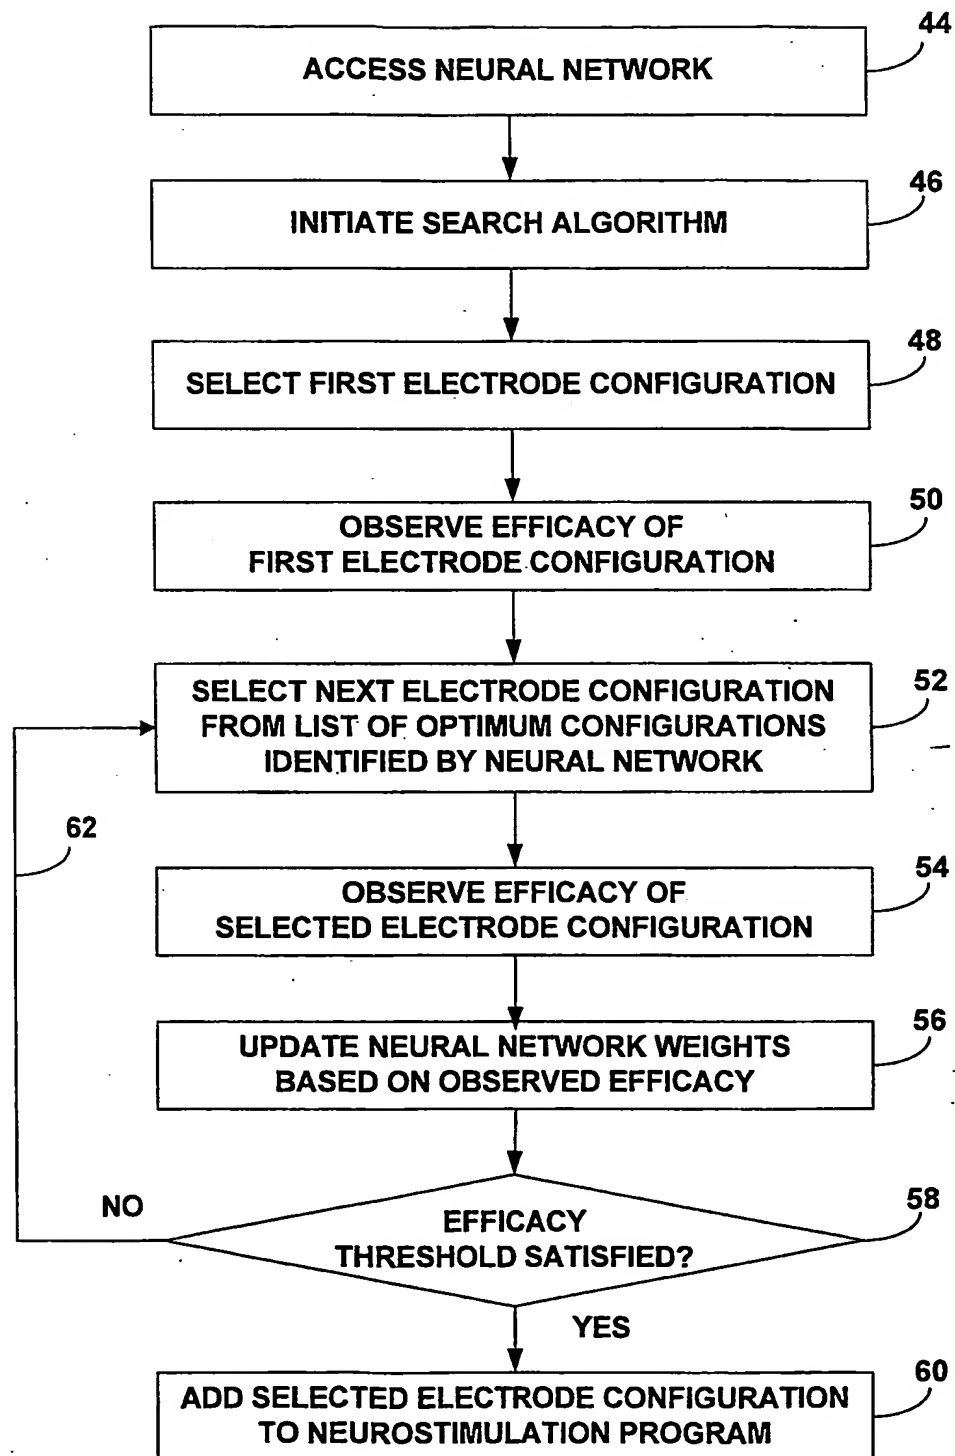 44
ACCESS NEURAL NETWORK
46
INITIATE SEARCH ALGORITHM
48
SELECT FIRST ELECTRODE CONFIGURATION
50
OBSERVE EFFICACY OF
FIRST ELECTRODE CONFIGURATION
52
SELECT NEXT ELECTRODE CONFIGURATION
FROM LIST OF OPTIMUM CONFIGURATIONS
IDENTIFIED BY NEURAL NETWORK
62
54
OBSERVE EFFICACY OF
SELECTED ELECTRODE CONFIGURATION
56
UPDATE NEURAL NETWORK WEIGHTS
BASED ON OBSERVED EFFICACY
58
NO
EFFICACY
THRESHOLD SATISFIED?
YES
60
ADD SELECTED ELECTRODE CONFIGURATION
TO NEUROSTIMULATION PROGRAM